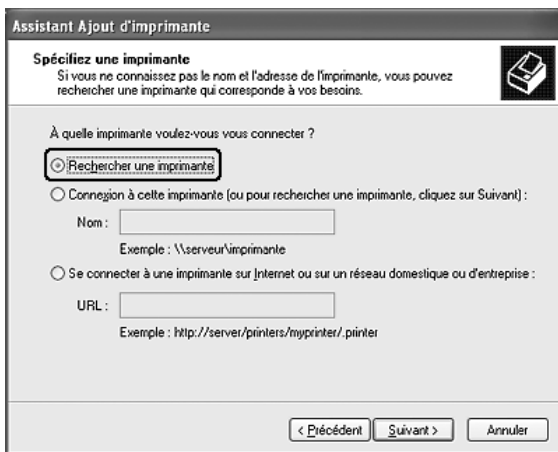 Assistant Ajout d'imprimante
Spécifiez une imprimante
Si vous ne connaissez pas le nom et l'adresse de l'imprimante, vous pouvez
rechercher une imprimante qui corresponde à vos besoins.
À quelle imprimante voulez-vous vous connecter ?
Rechercher une imprimante
Connexion à cette imprimante (ou pour rechercher une imprimante, cliquez sur Suivant) :
Nom :
Exemple : \\serveur\imprimante
Se connecter à une imprimante sur Internet ou sur un réseau domestique ou d'entreprise :
URL :
Exemple : http://server/printers/myprinter/.printer
< Précédent Suivant > Annuler